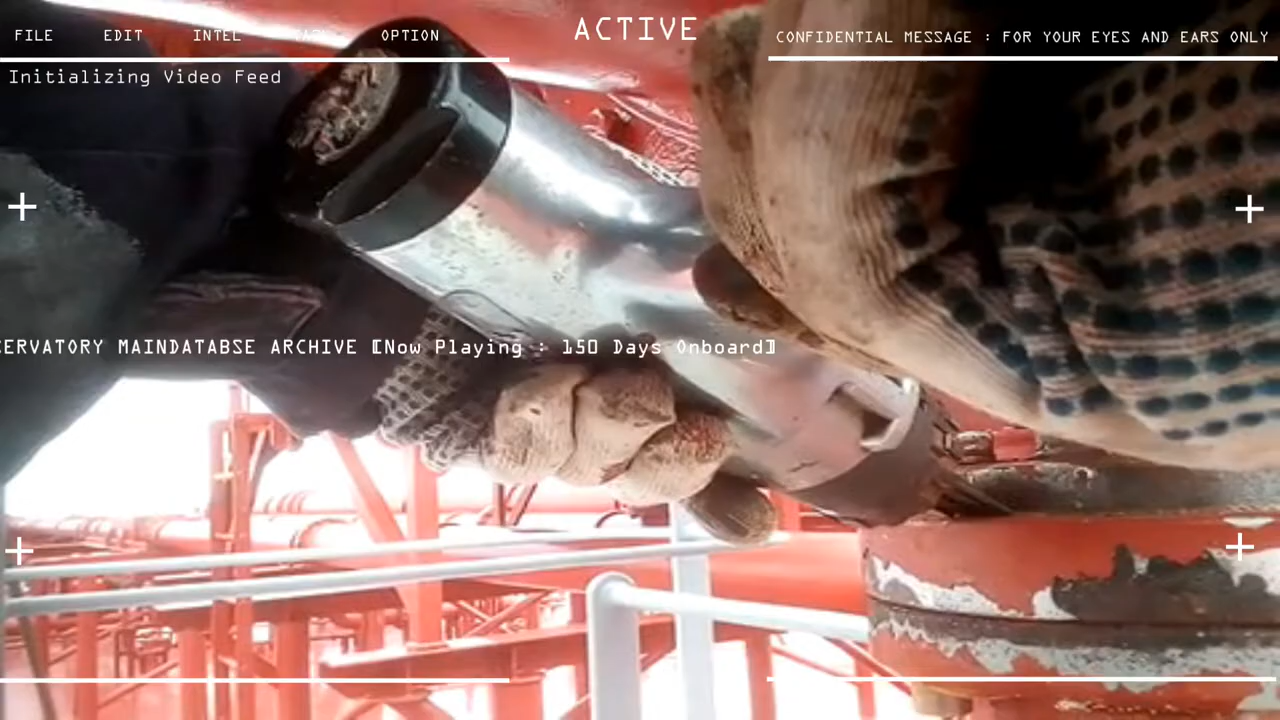 FILE EDIT INTEL OPTION
ACTIVE
CONFIDENTIAL MESSAGE : FOR YOUR EYES AND EARS ONLY
Initializing Video Feed
ERVATORY MAINDATABSE ARCHIVE [Now Playing : 150 Days Onboard]